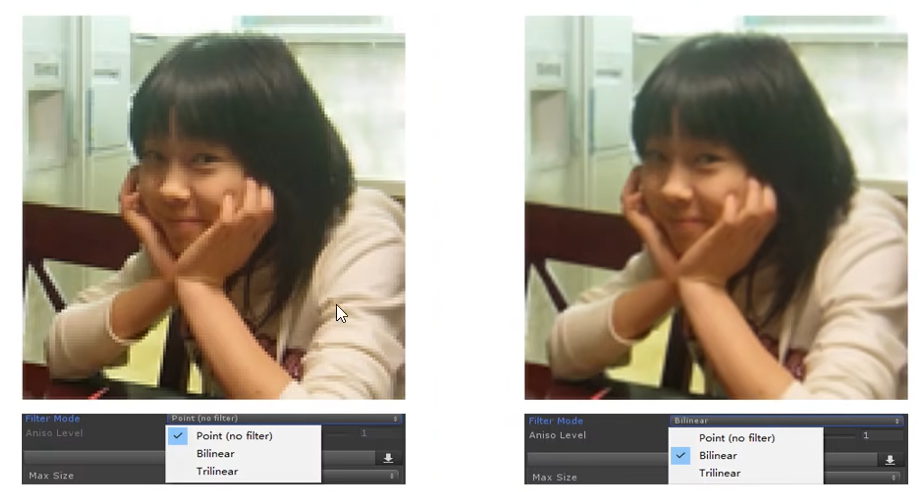 Filter Mode
Point (no filter)
Aniso Level
1
Point (no filter)
Bilinear
Trilinear
Max Size
Filter Mode
Bilinear
Aniso Level
1
Point (no filter)
Bilinear
Trilinear
Max Size